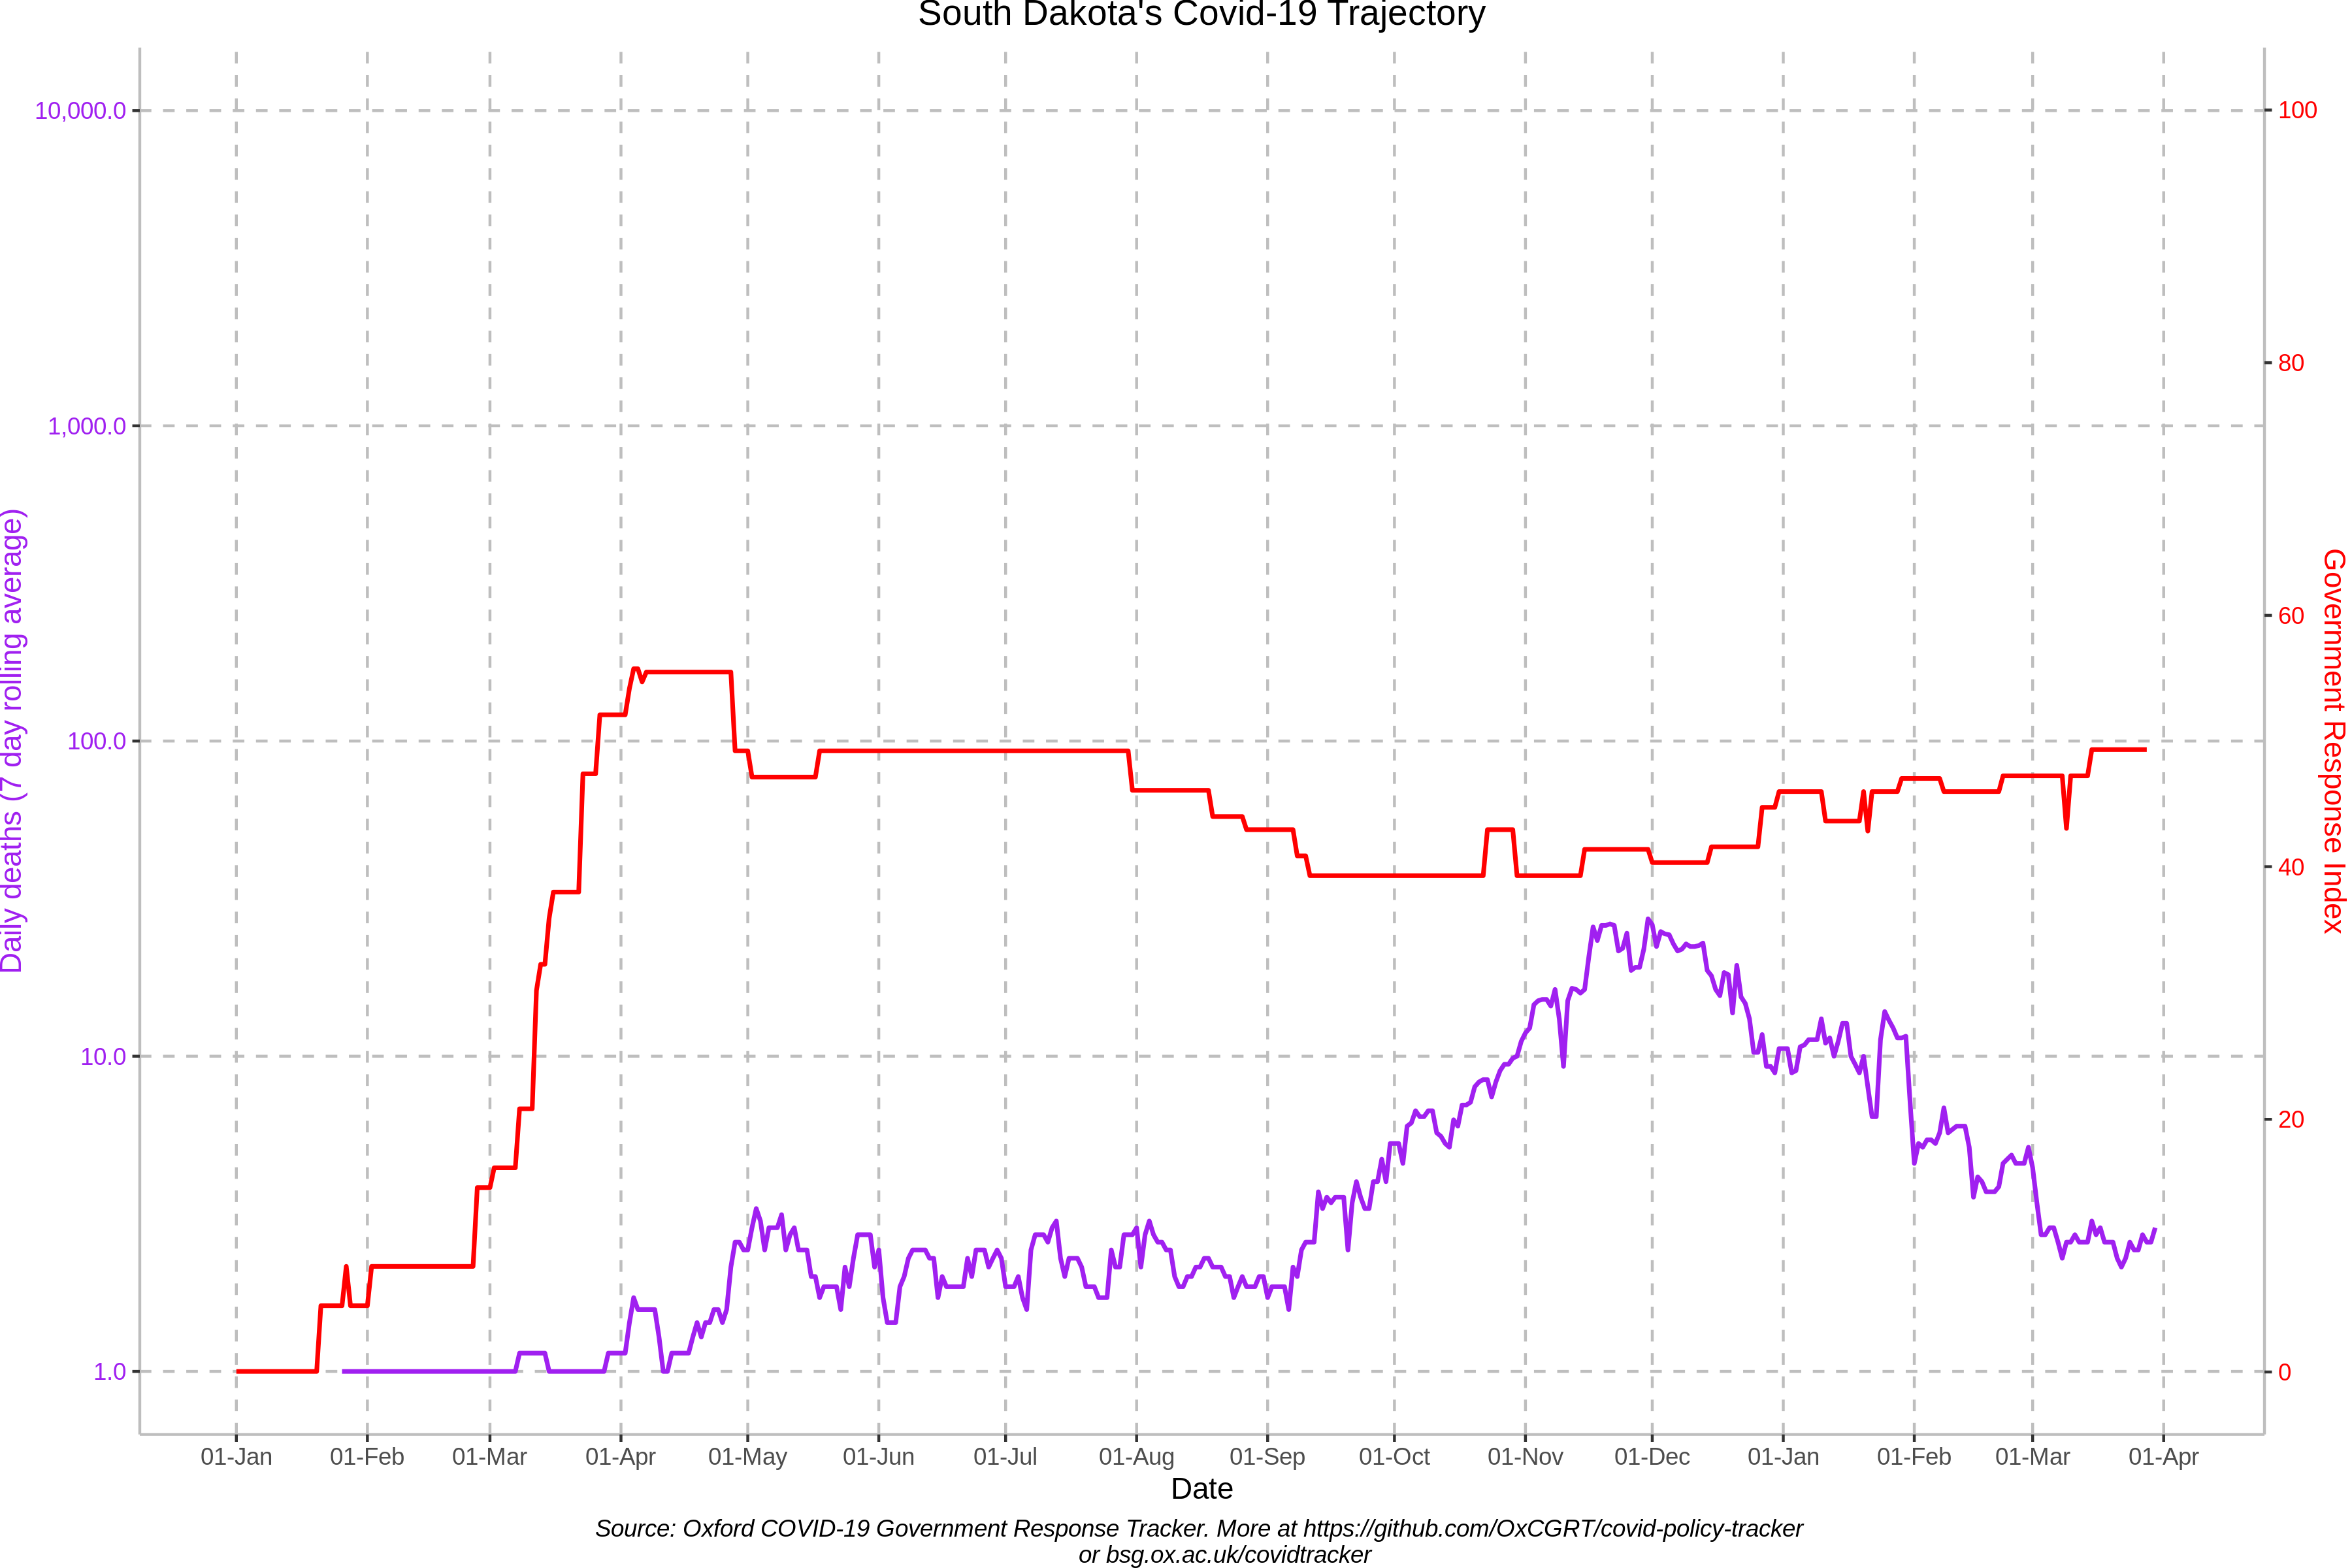 South Dakota's Covid-19 Trajectory
Daily deaths (7 day rolling average)
10,000.0
1,000.0
100.0
10.0
1.0
100
80
60
40
20
0
Government Response Index
01-Jan 01-Feb 01-Mar 01-Apr 01-May 01-Jun 01-Jul 01-Aug 01-Sep 01-Oct 01-Nov 01-Dec 01-Jan 01-Feb 01-Mar 01-Apr
Date
Source: Oxford COVID-19 Government Response Tracker. More at https://github.com/OxCGRT/covid-policy-tracker
or bsg.ox.ac.uk/covidtracker